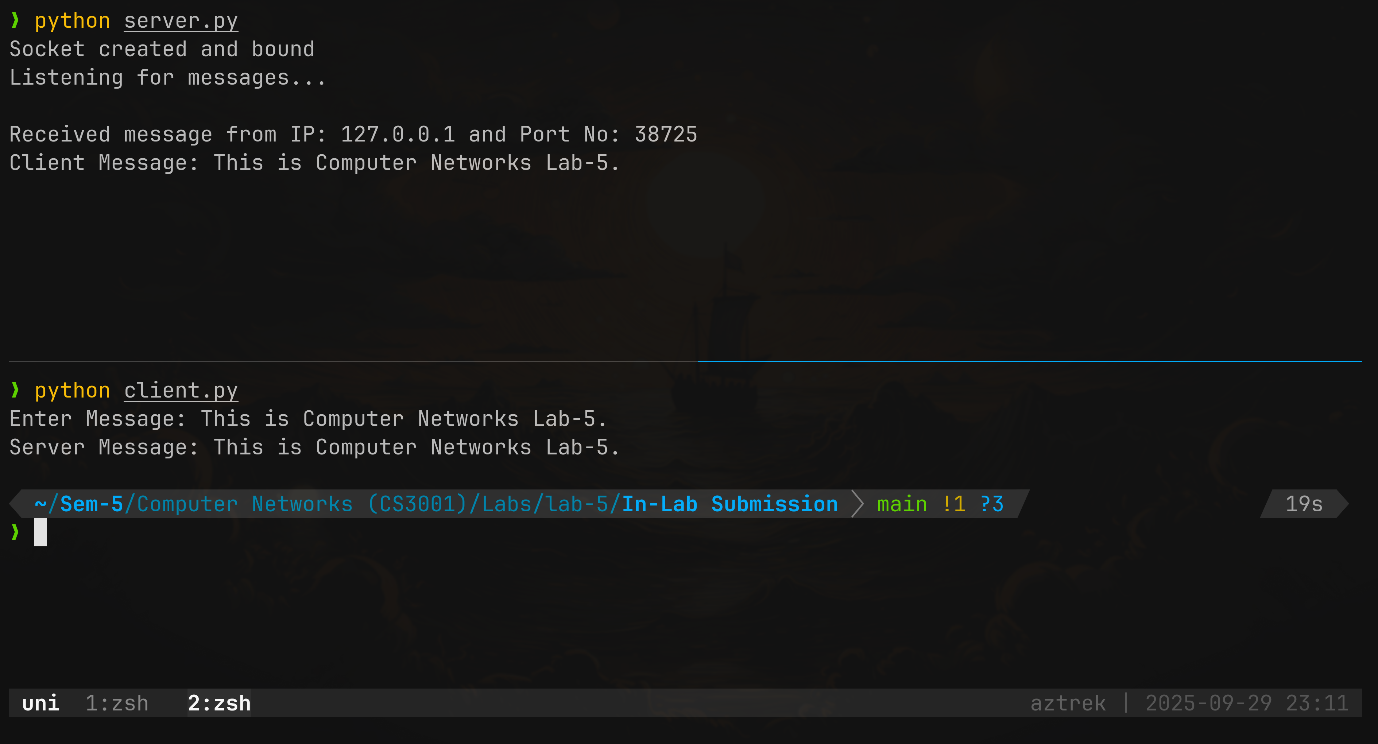 ❱ python server.py
Socket created and bound
Listening for messages...
Received message from IP: 127.0.0.1 and Port No: 38725
Client Message: This is Computer Networks Lab-5.
❱ python client.py
Enter Message: This is Computer Networks Lab-5.
Server Message: This is Computer Networks Lab-5.
~/Sem-5/Computer Networks (CS3001)/Labs/lab-5/In-Lab Submission main !1 ?3 19s
❱
uni 1:zsh 2:zsh aztrek | 2025-09-29 23:11